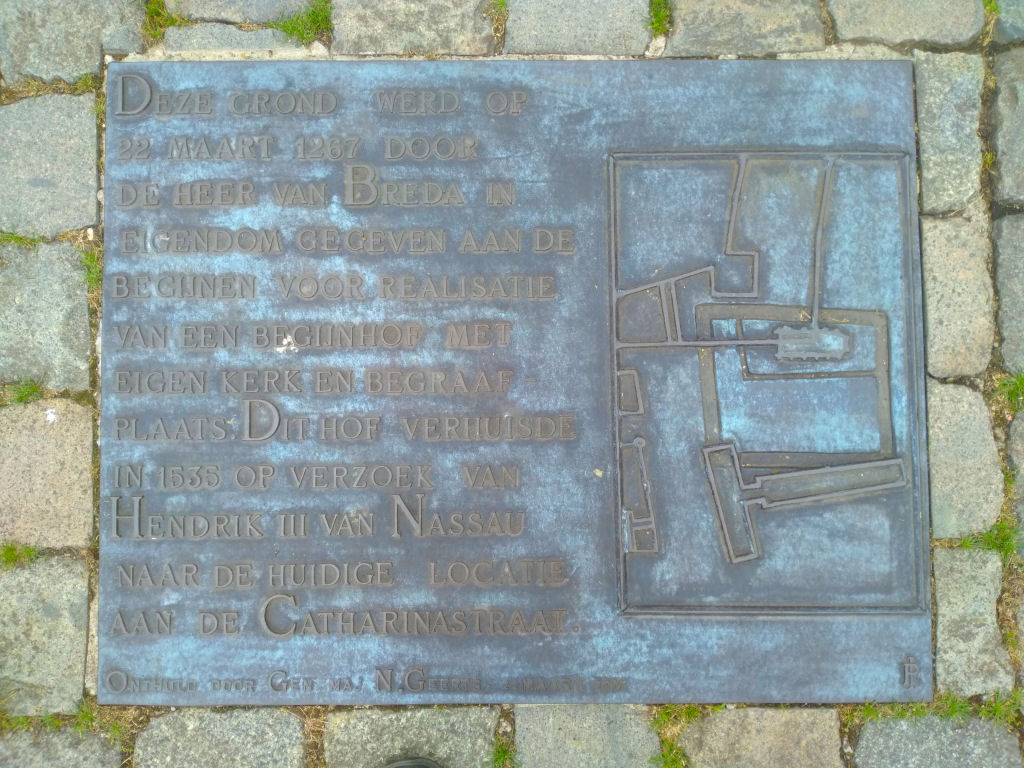 Deze grond werd op
22 maart 1267 door
de heer van Breda in
eigendom gegeven aan de
begijnen voor realisatie
van een begijnhof met
eigen kerk en begraaf-
plaats. Dit hof verhuisde
in 1535 op verzoek van
Hendrik III van Nassau
naar de huidige locatie
aan de Catharinastraat.
Onthuld door Gen. maj. N. Geerts